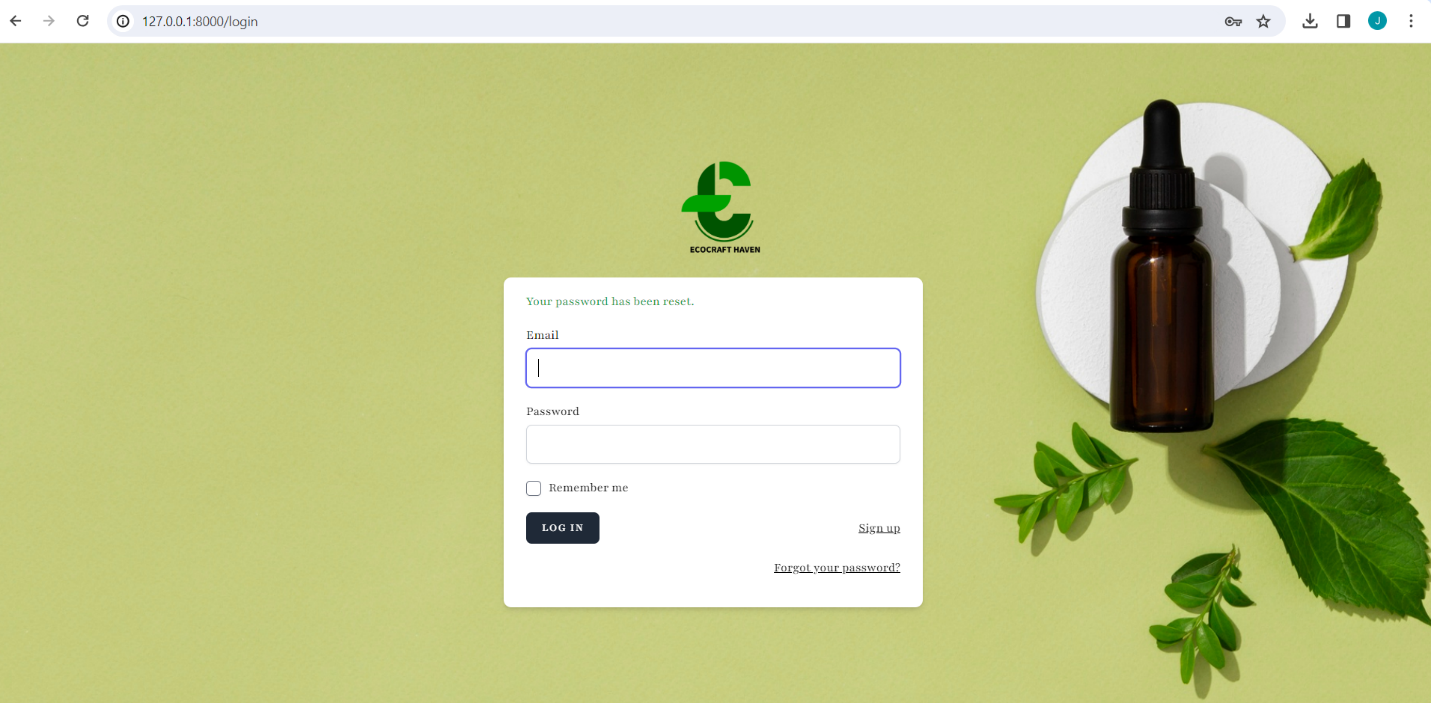 127.0.0.1:8000/login
J
ECOCRAFT HAVEN
Your password has been reset.
Email
Password
Remember me
LOG IN
Sign up
Forgot your password?